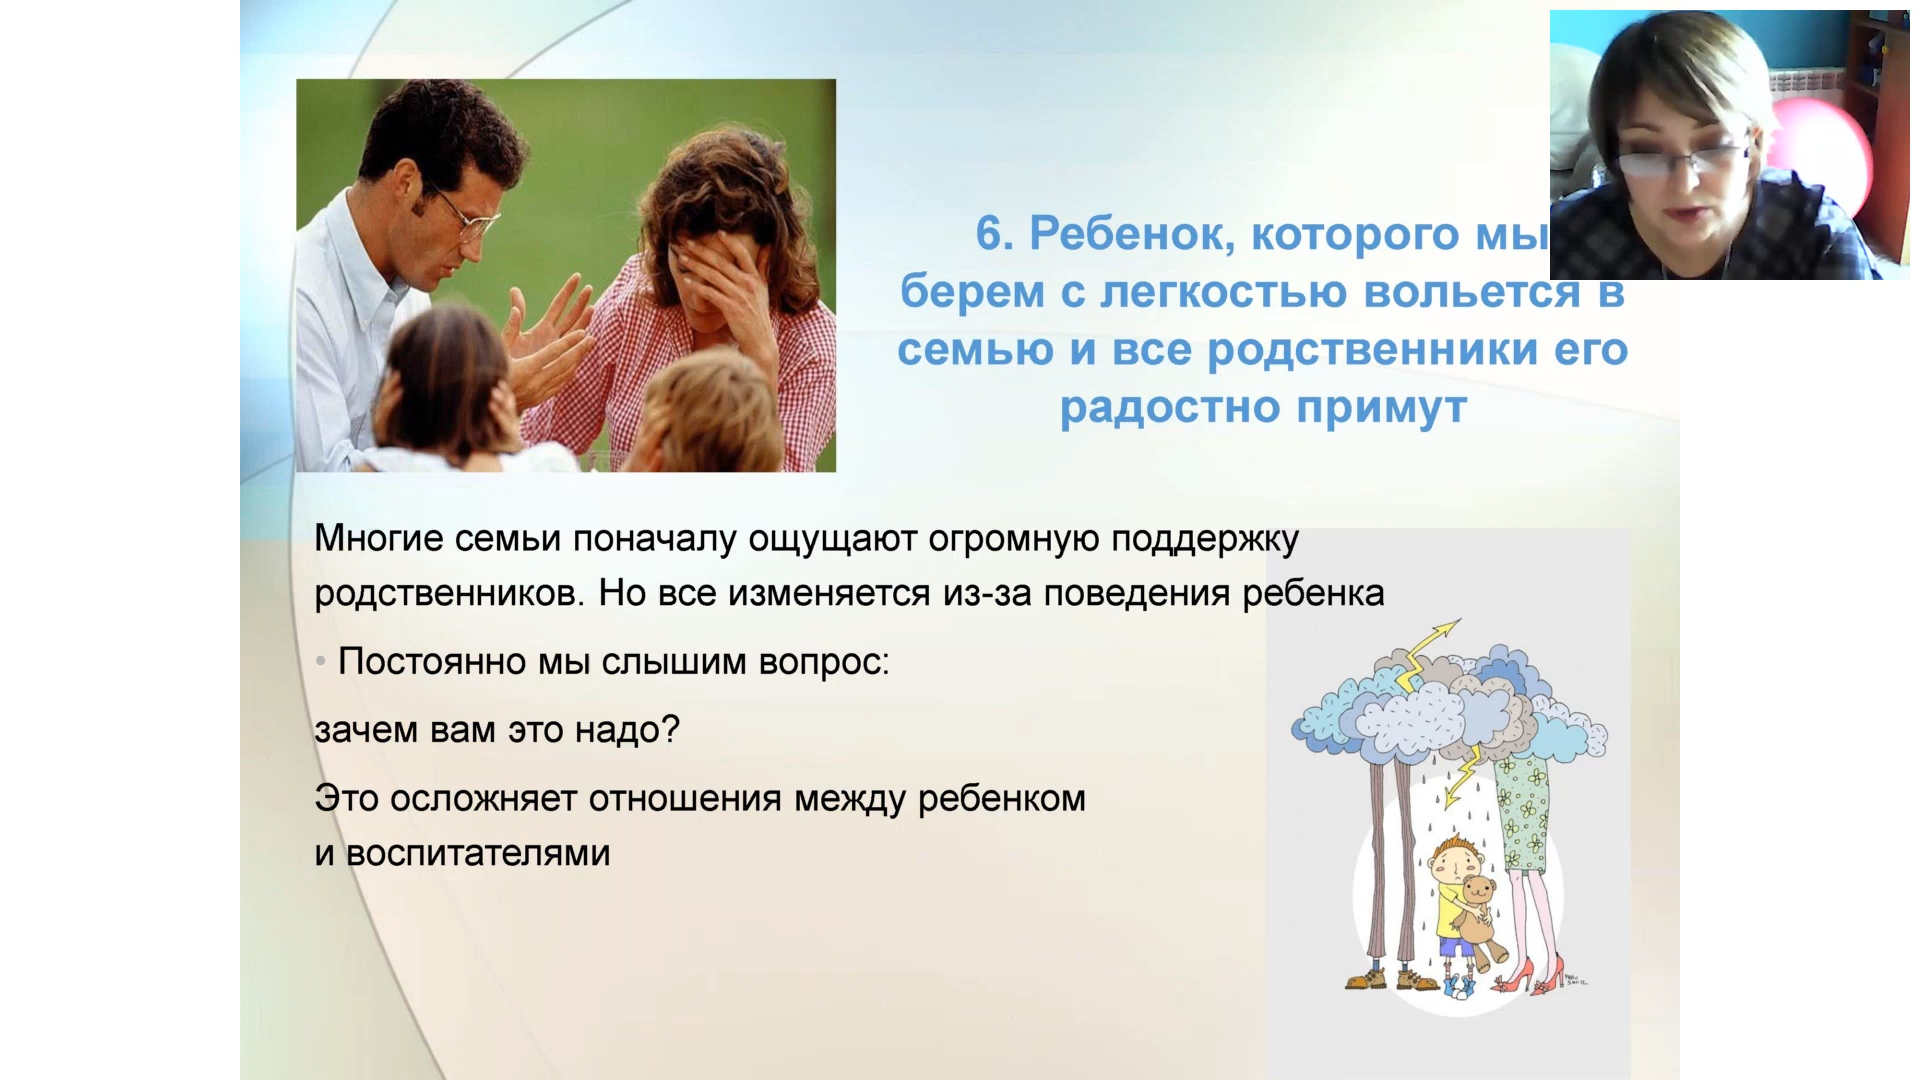 6. Ребенок, которого мы
берем с легкостью вольется в
семью и все родственники его
радостно примут
Многие семьи поначалу ощущают огромную поддержку
родственников. Но все изменяется из-за поведения ребенка
• Постоянно мы слышим вопрос:
зачем вам это надо?
Это осложняет отношения между ребенком
и воспитателями